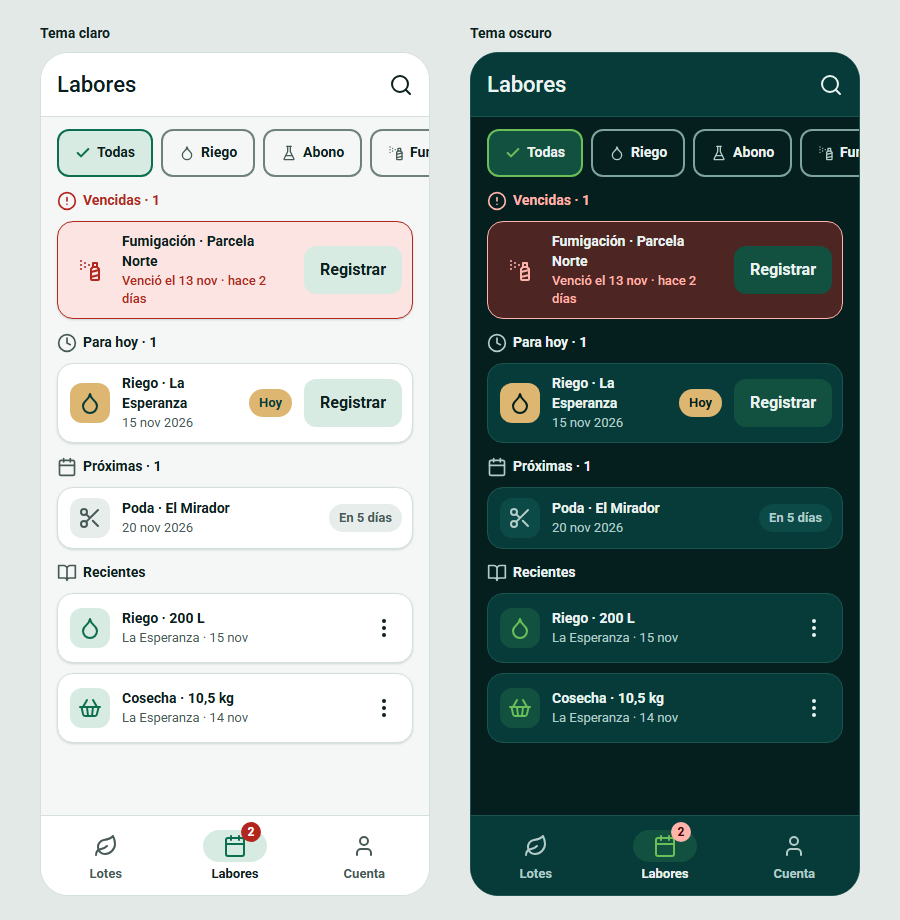 Tema claro
Labores
Todas
Riego
Abono
Fur
Vencidas · 1
Fumigación · Parcela
Norte
Venció el 13 nov · hace 2
días
Registrar
Para hoy · 1
Riego · La
Esperanza
15 nov 2026
Hoy
Registrar
Próximas · 1
Poda · El Mirador
20 nov 2026
En 5 días
Recientes
Riego · 200 L
La Esperanza · 15 nov
Cosecha · 10,5 kg
La Esperanza · 14 nov
2
Lotes
Labores
Cuenta
Tema oscuro
Labores
Todas
Riego
Abono
Fur
Vencidas · 1
Fumigación · Parcela
Norte
Venció el 13 nov · hace 2
días
Registrar
Para hoy · 1
Riego · La
Esperanza
15 nov 2026
Hoy
Registrar
Próximas · 1
Poda · El Mirador
20 nov 2026
En 5 días
Recientes
Riego · 200 L
La Esperanza · 15 nov
Cosecha · 10,5 kg
La Esperanza · 14 nov
2
Lotes
Labores
Cuenta